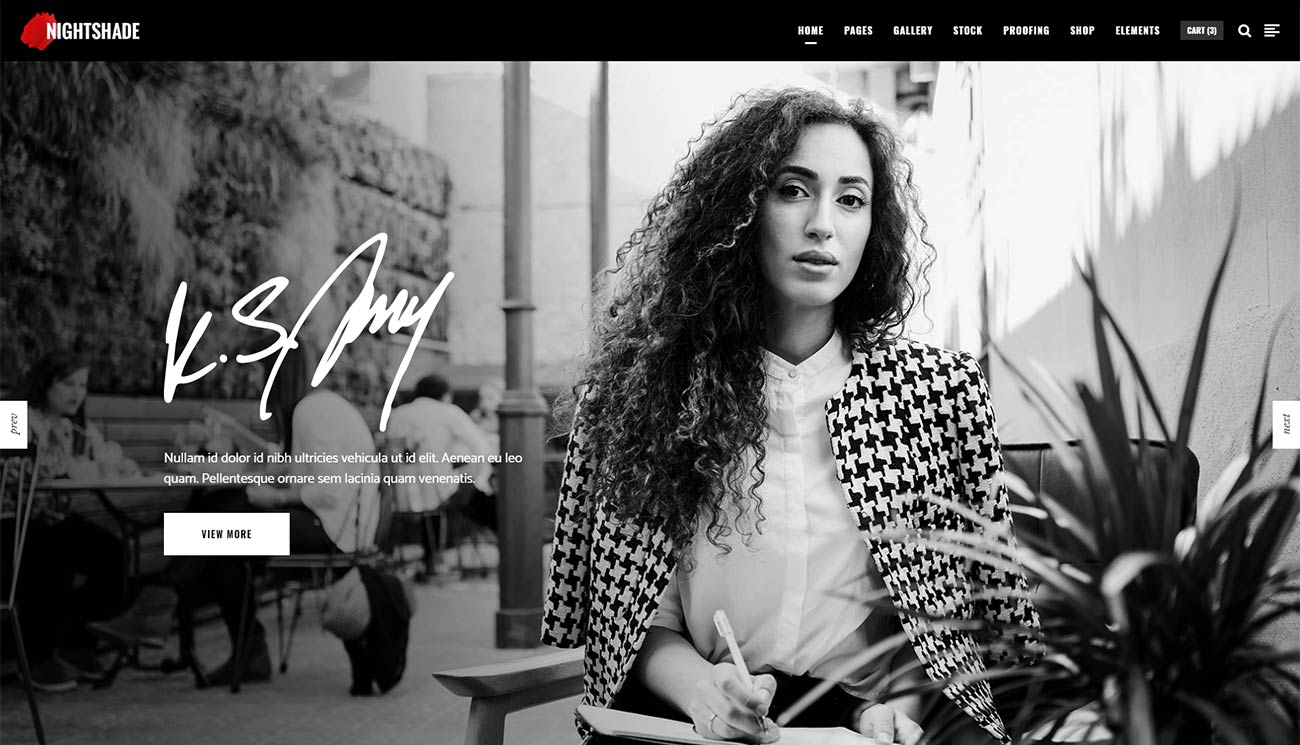 NIGHTSHADE
HOME PAGES GALLERY STOCK PROOFING SHOP ELEMENTS CART (3)
prev
next
Nullam id dolor id nibh ultricies vehicula ut id elit. Aenean eu leo
quam. Pellentesque ornare sem lacinia quam venenatis.
VIEW MORE